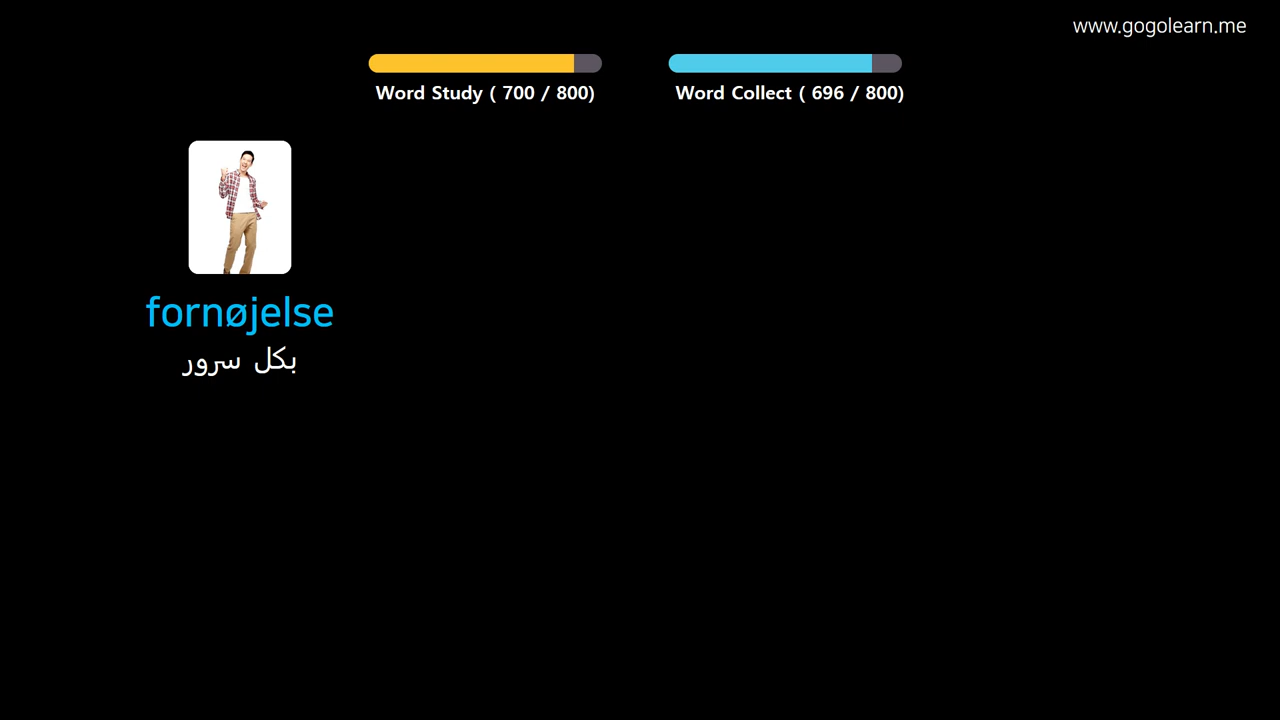 www.gogolearn.me
Word Study ( 700 / 800)
Word Collect ( 696 / 800)
fornøjelse
بكل سرور